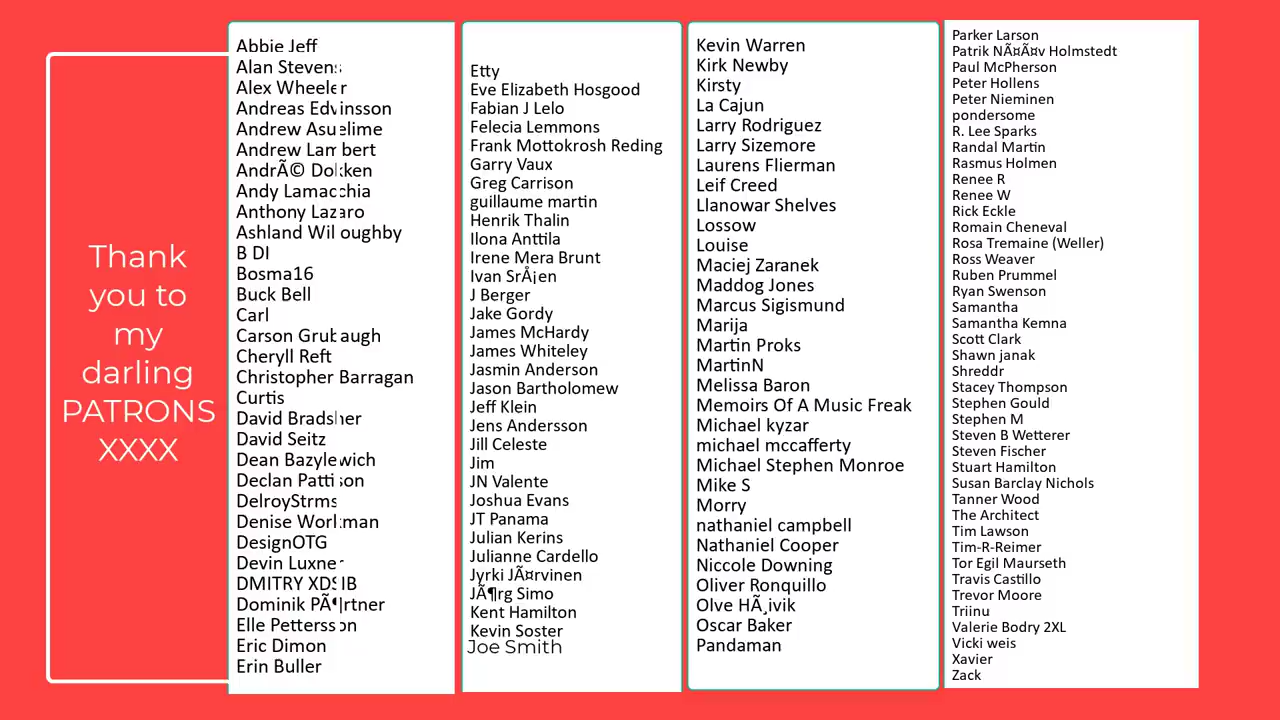 Thank
you to
my
darling
PATRONS
XXXX
Abbie Jeff
Alan Stevens
Alex Wheeler
Andreas Edvinsson
Andrew Asuelime
Andrew Lambert
AndrÃ© Dokken
Andy Lamacchia
Anthony Lazaro
Ashland Willoughby
B DI
Bosma16
Buck Bell
Carl
Carson Grubaugh
Cheryll Reft
Christopher Barragan
Curtis
David Bradsher
David Seitz
Dean Bazylewich
Declan Pattison
DelroyStrms
Denise Workman
DesignOTG
Devin Luxner
DMITRY
Dominik PÃ¶rtner
Elle Pettersson
Eric Dimon
Erin Buller
Etty
Eve Elizabeth Hosgood
Fabian J Lelo
Felecia Lemmons
Frank Mottokrosh Reding
Garry Vaux
Greg Carrison
guillaume martin
Henrik Thalin
Ilona Anttila
Irene Mera Brunt
Ivan SrÅ¡en
J Berger
Jake Gordy
James McHardy
James Whiteley
Jasmin Anderson
Jason Bartholomew
Jeff Klein
Jens Andersson
Jill Celeste
Jim
JN Valente
Joshua Evans
JT Panama
Julian Kerins
Julianne Cardello
Jyrki JÃ¤rvinen
JÃ¶rg Simo
Kent Hamilton
Kevin Soster
Joe Smith
Kevin Warren
Kirk Newby
Kirsty
La Cajun
Larry Rodriguez
Larry Sizemore
Laurens Flierman
Leif Creed
Llanowar Shelves
Lossow
Louise
Maciej Zaranek
Maddog Jones
Marcus Sigismund
Marija
Martin Proks
MartinN
Melissa Baron
Memoirs Of A Music Freak
Michael kyzar
michael mccafferty
Michael Stephen Monroe
Mike S
Morry
nathaniel campbell
Nathaniel Cooper
Niccole Downing
Oliver Ronquillo
Olve HÃ¸ivik
Oscar Baker
Pandaman
Parker Larson
Patrik NÃ¤Ã¤v Holmstedt
Paul McPherson
Peter Hollens
Peter Nieminen
pondersome
R. Lee Sparks
Randal Martin
Rasmus Holmen
Renee R
Renee W
Rick Eckle
Romain Cheneval
Rosa Tremaine (Weller)
Ross Weaver
Ruben Prummel
Ryan Swenson
Samantha
Samantha Kemna
Scott Clark
Shawn janak
Shreddr
Stacey Thompson
Stephen Gould
Stephen M
Steven B Wetterer
Steven Fischer
Stuart Hamilton
Susan Barclay Nichols
Tanner Wood
The Architect
Tim Lawson
Tim-R-Reimer
Tor Egil Maurseth
Travis Castillo
Trevor Moore
Triinu
Valerie Bodry 2XL
Vicki weis
Xavier
Zack